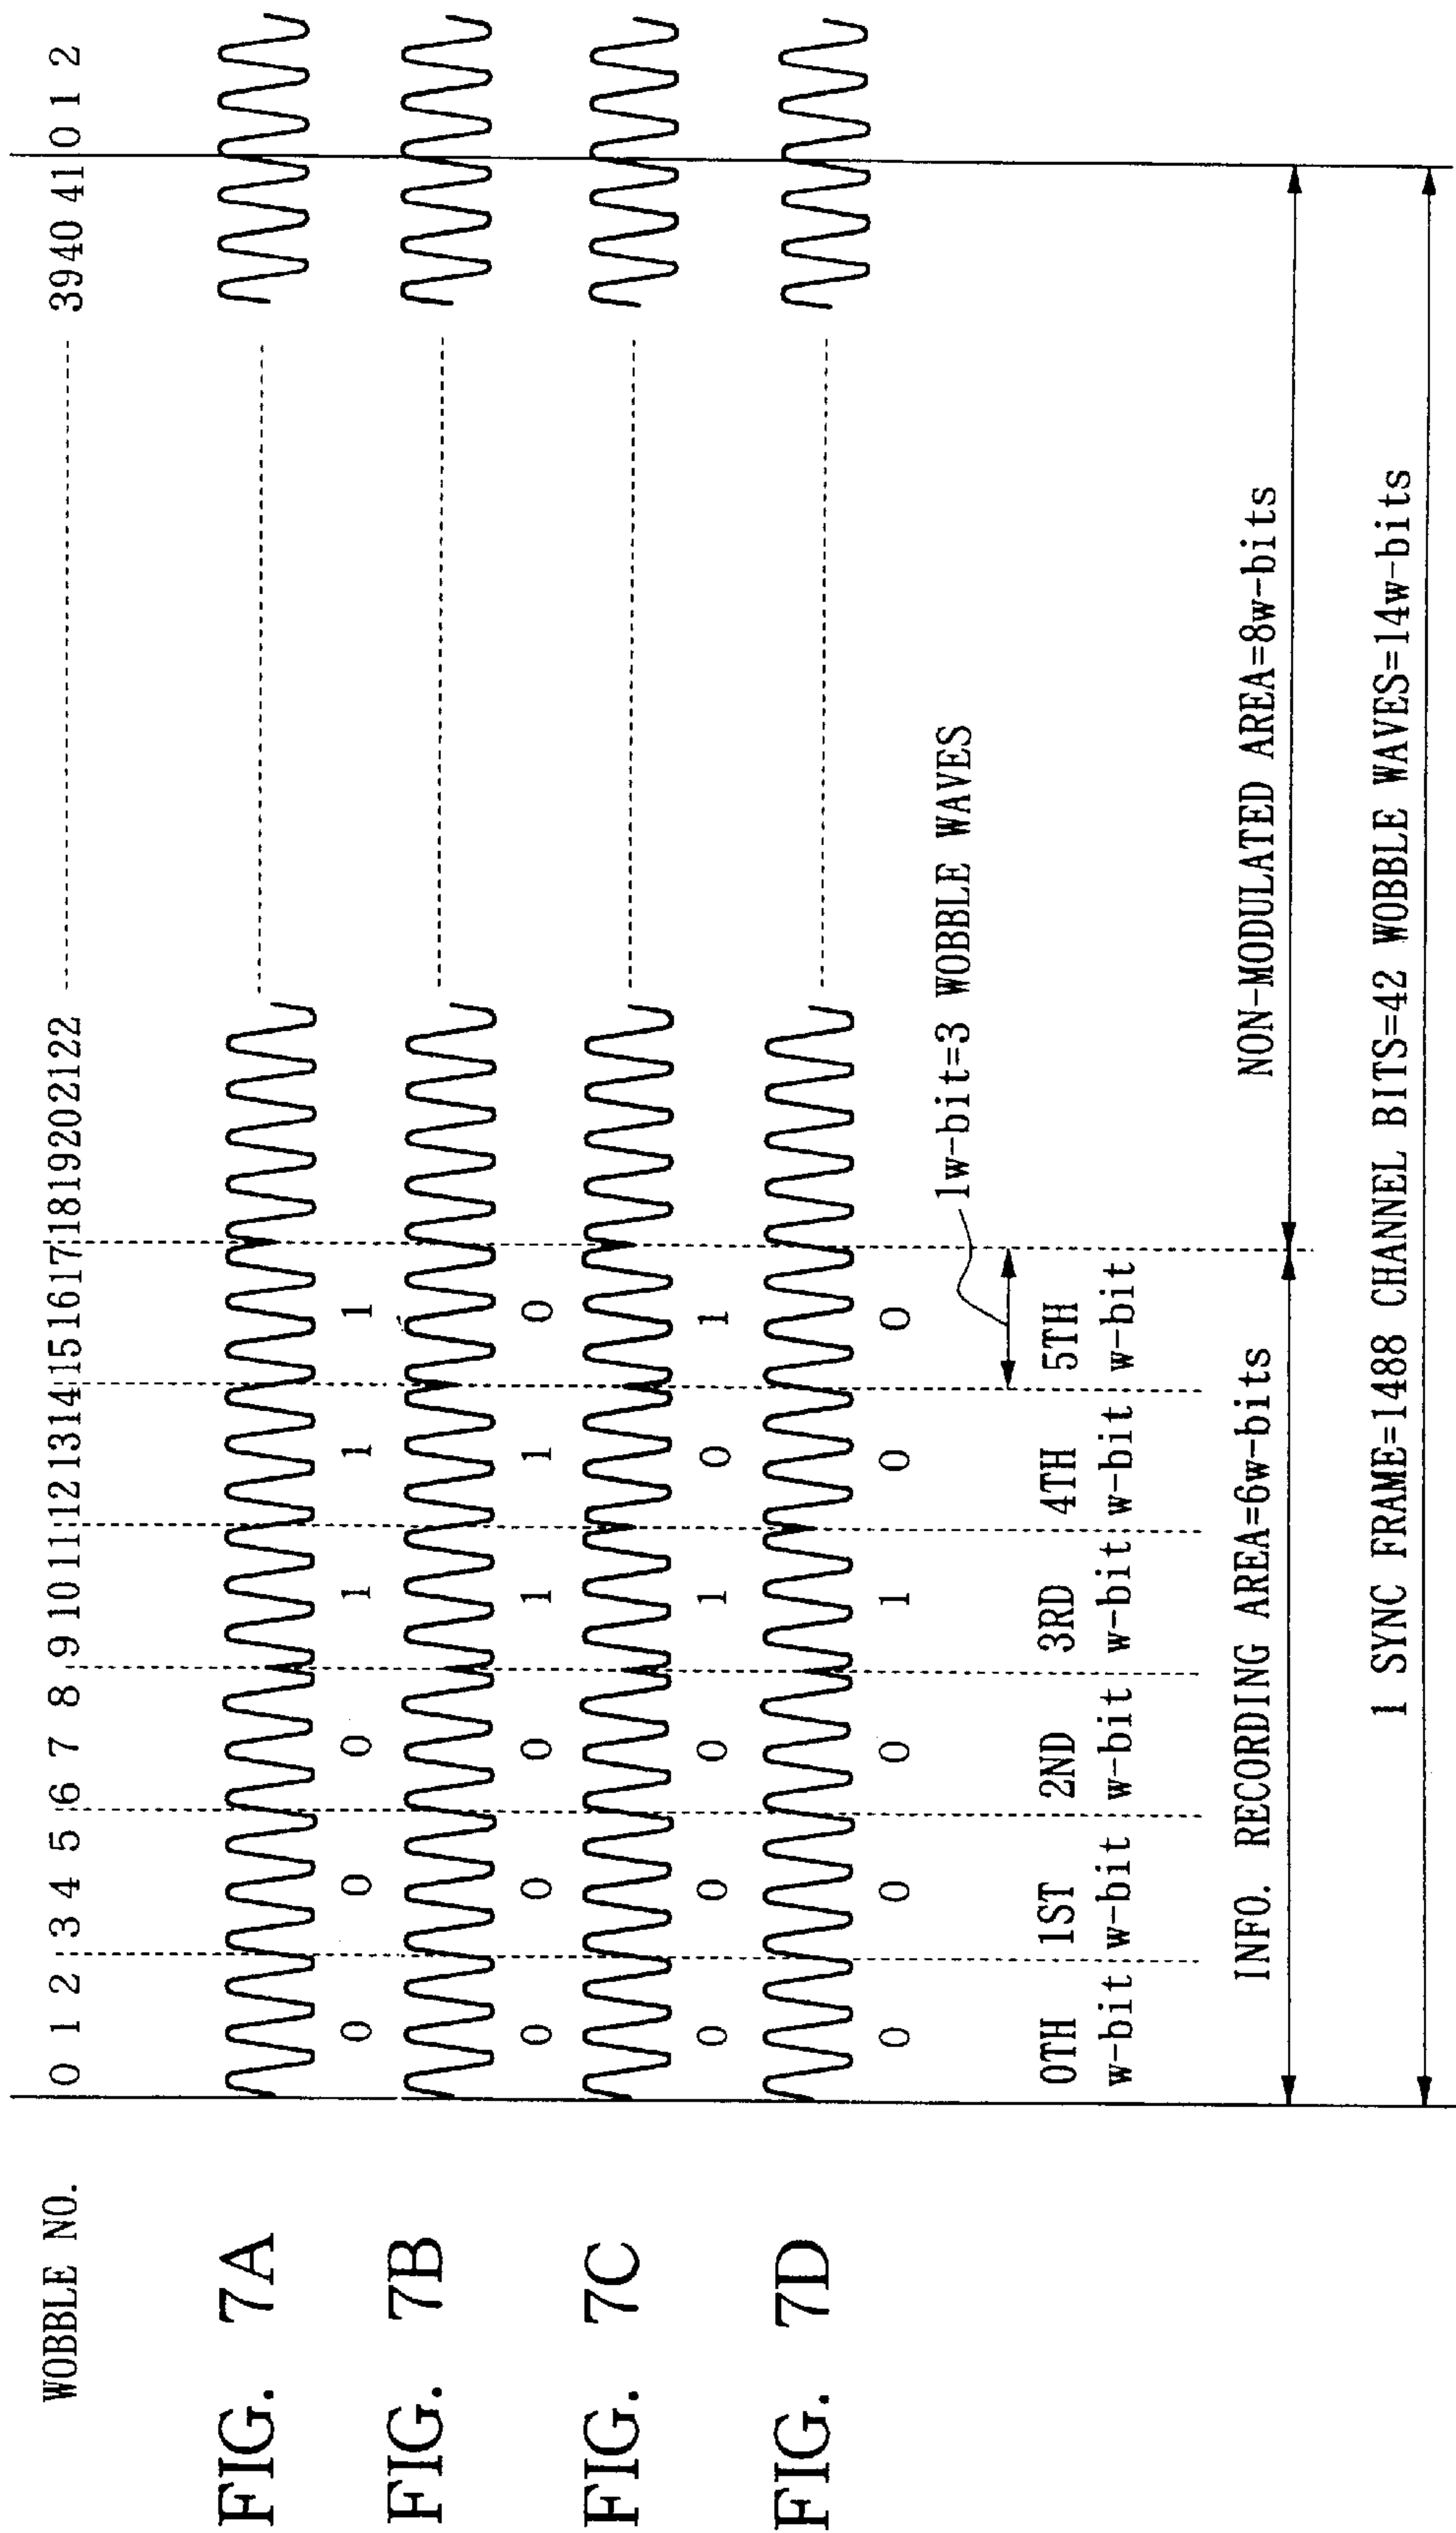 WOBBLE NO. 0 1 2 3 4 5 6 7 8 9 10 11 12 13 14 15 16 17 18 19 20 21 22 39 40 41 0 1 2
FIG. 7A
0 0 0 1 1 1
FIG. 7B
0 0 0 1 1 0
FIG. 7C
0 0 0 1 0 1
FIG. 7D
0 0 0 1 0 0
1w-bit=3 WOBBLE WAVES
0TH 1ST 2ND 3RD 4TH 5TH
w-bit w-bit w-bit w-bit w-bit w-bit
INFO. RECORDING AREA=6w-bits NON-MODULATED AREA=8w-bits
1 SYNC FRAME=1488 CHANNEL BITS=42 WOBBLE WAVES=14w-bits